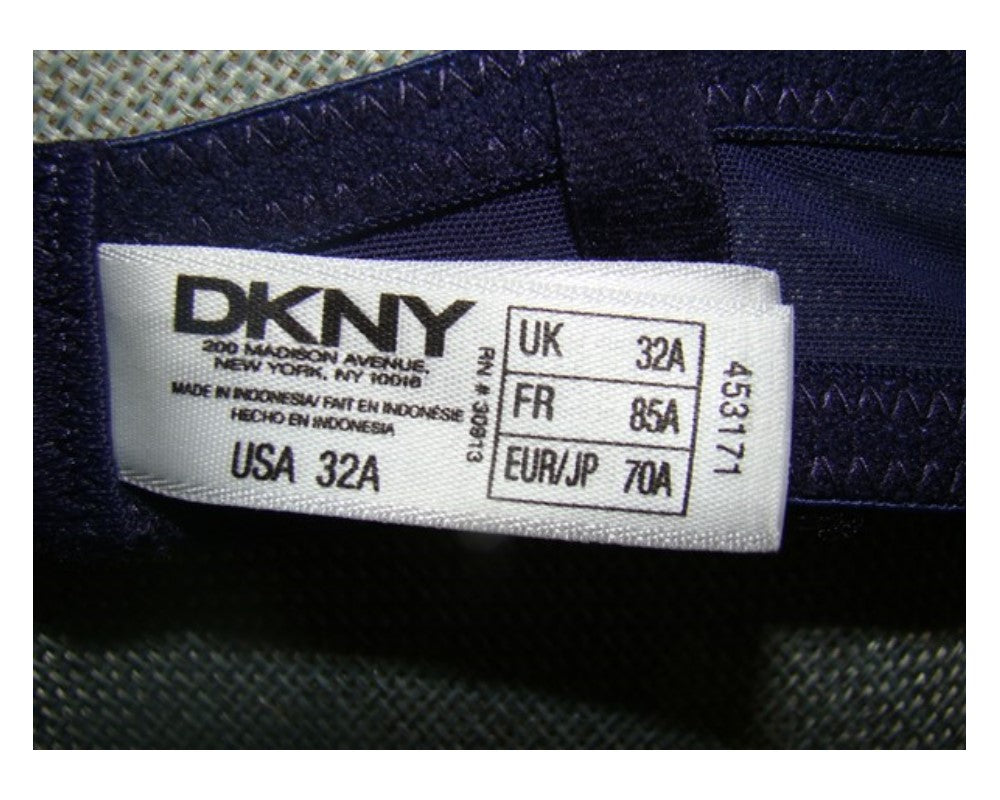 DKNY
200 MADISON AVENUE,
NEW YORK, NY 10016
MADE IN INDONESIA/ FAIT EN INDONÉSIE
HECHO EN INDONESIA
USA 32A
RN # 30913
UK 32A
FR 85A
EUR/JP 70A
453171